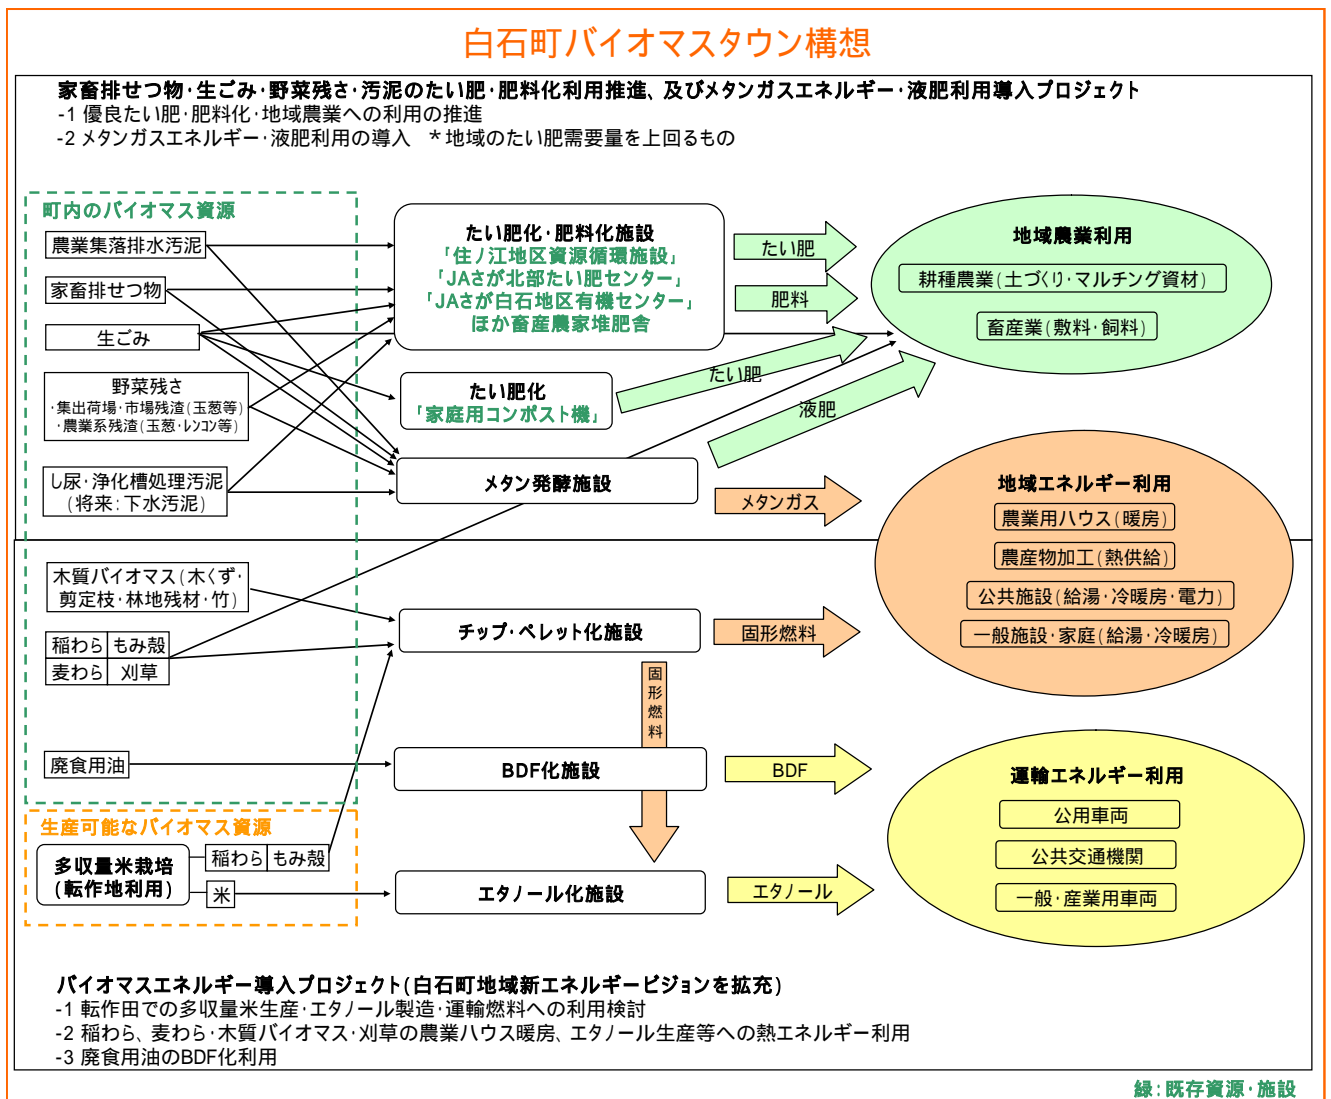 白石町バイオマスタウン構想
家畜排せつ物･生ごみ･野菜残さ･汚泥のたい肥･肥料化利用推進、及びメタンガスエネルギー･液肥利用導入プロジェクト
-1 優良たい肥･肥料化･地域農業への利用の推進
-2 メタンガスエネルギー･液肥利用の導入　＊地域のたい肥需要量を上回るもの
町内のバイオマス資源
農業集落排水汚泥
家畜排せつ物
生ごみ
野菜残さ
･集出荷場･市場残渣(玉葱等)
･農業系残渣(玉葱･レンコン等)
し尿･浄化槽処理汚泥
(将来：下水汚泥)
たい肥化･肥料化施設
｢住ノ江地区資源循環施設｣
｢JAさが北部たい肥センター｣
｢JAさが白石地区有機センター｣
ほか畜産農家堆肥舎
たい肥化
｢家庭用コンポスト機｣
メタン発酵施設
たい肥
肥料
たい肥
液肥
メタンガス
地域農業利用
耕種農業(土づくり･マルチング資材)
畜産業(敷料･飼料)
地域エネルギー利用
農業用ハウス(暖房)
農産物加工(熱供給)
公共施設(給湯･冷暖房･電力)
一般施設･家庭(給湯･冷暖房)
木質バイオマス(木くず･
剪定枝･林地残材･竹)
稲わら もみ殻
麦わら 刈草
廃食用油
チップ･ペレット化施設
固形燃料
固形燃料
BDF化施設
BDF
エタノール化施設
エタノール
運輸エネルギー利用
公用車両
公共交通機関
一般･産業用車両
生産可能なバイオマス資源
多収量米栽培
(転作地利用)
稲わら もみ殻
米
バイオマスエネルギー導入プロジェクト(白石町地域新エネルギービジョンを拡充)
-1 転作田での多収量米生産･エタノール製造･運輸燃料への利用検討
-2 稲わら、麦わら･木質バイオマス･刈草の農業ハウス暖房、エタノール生産等への熱エネルギー利用
-3 廃食用油のBDF化利用
緑：既存資源･施設